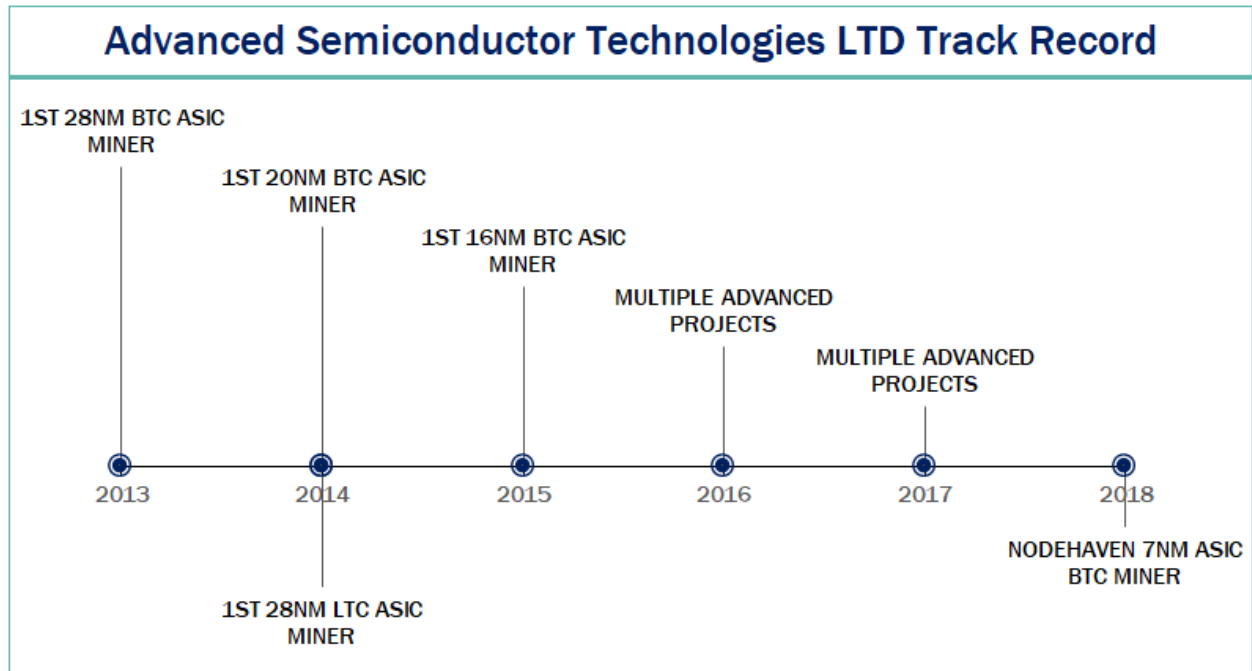 Advanced Semiconductor Technologies LTD Track Record
1ST 28NM BTC ASIC
MINER
1ST 20NM BTC ASIC
MINER
1ST 16NM BTC ASIC
MINER
MULTIPLE ADVANCED
PROJECTS
MULTIPLE ADVANCED
PROJECTS
2013
2014
2015
2016
2017
2018
NODEHAVEN 7NM ASIC
BTC MINER
1ST 28NM LTC ASIC
MINER